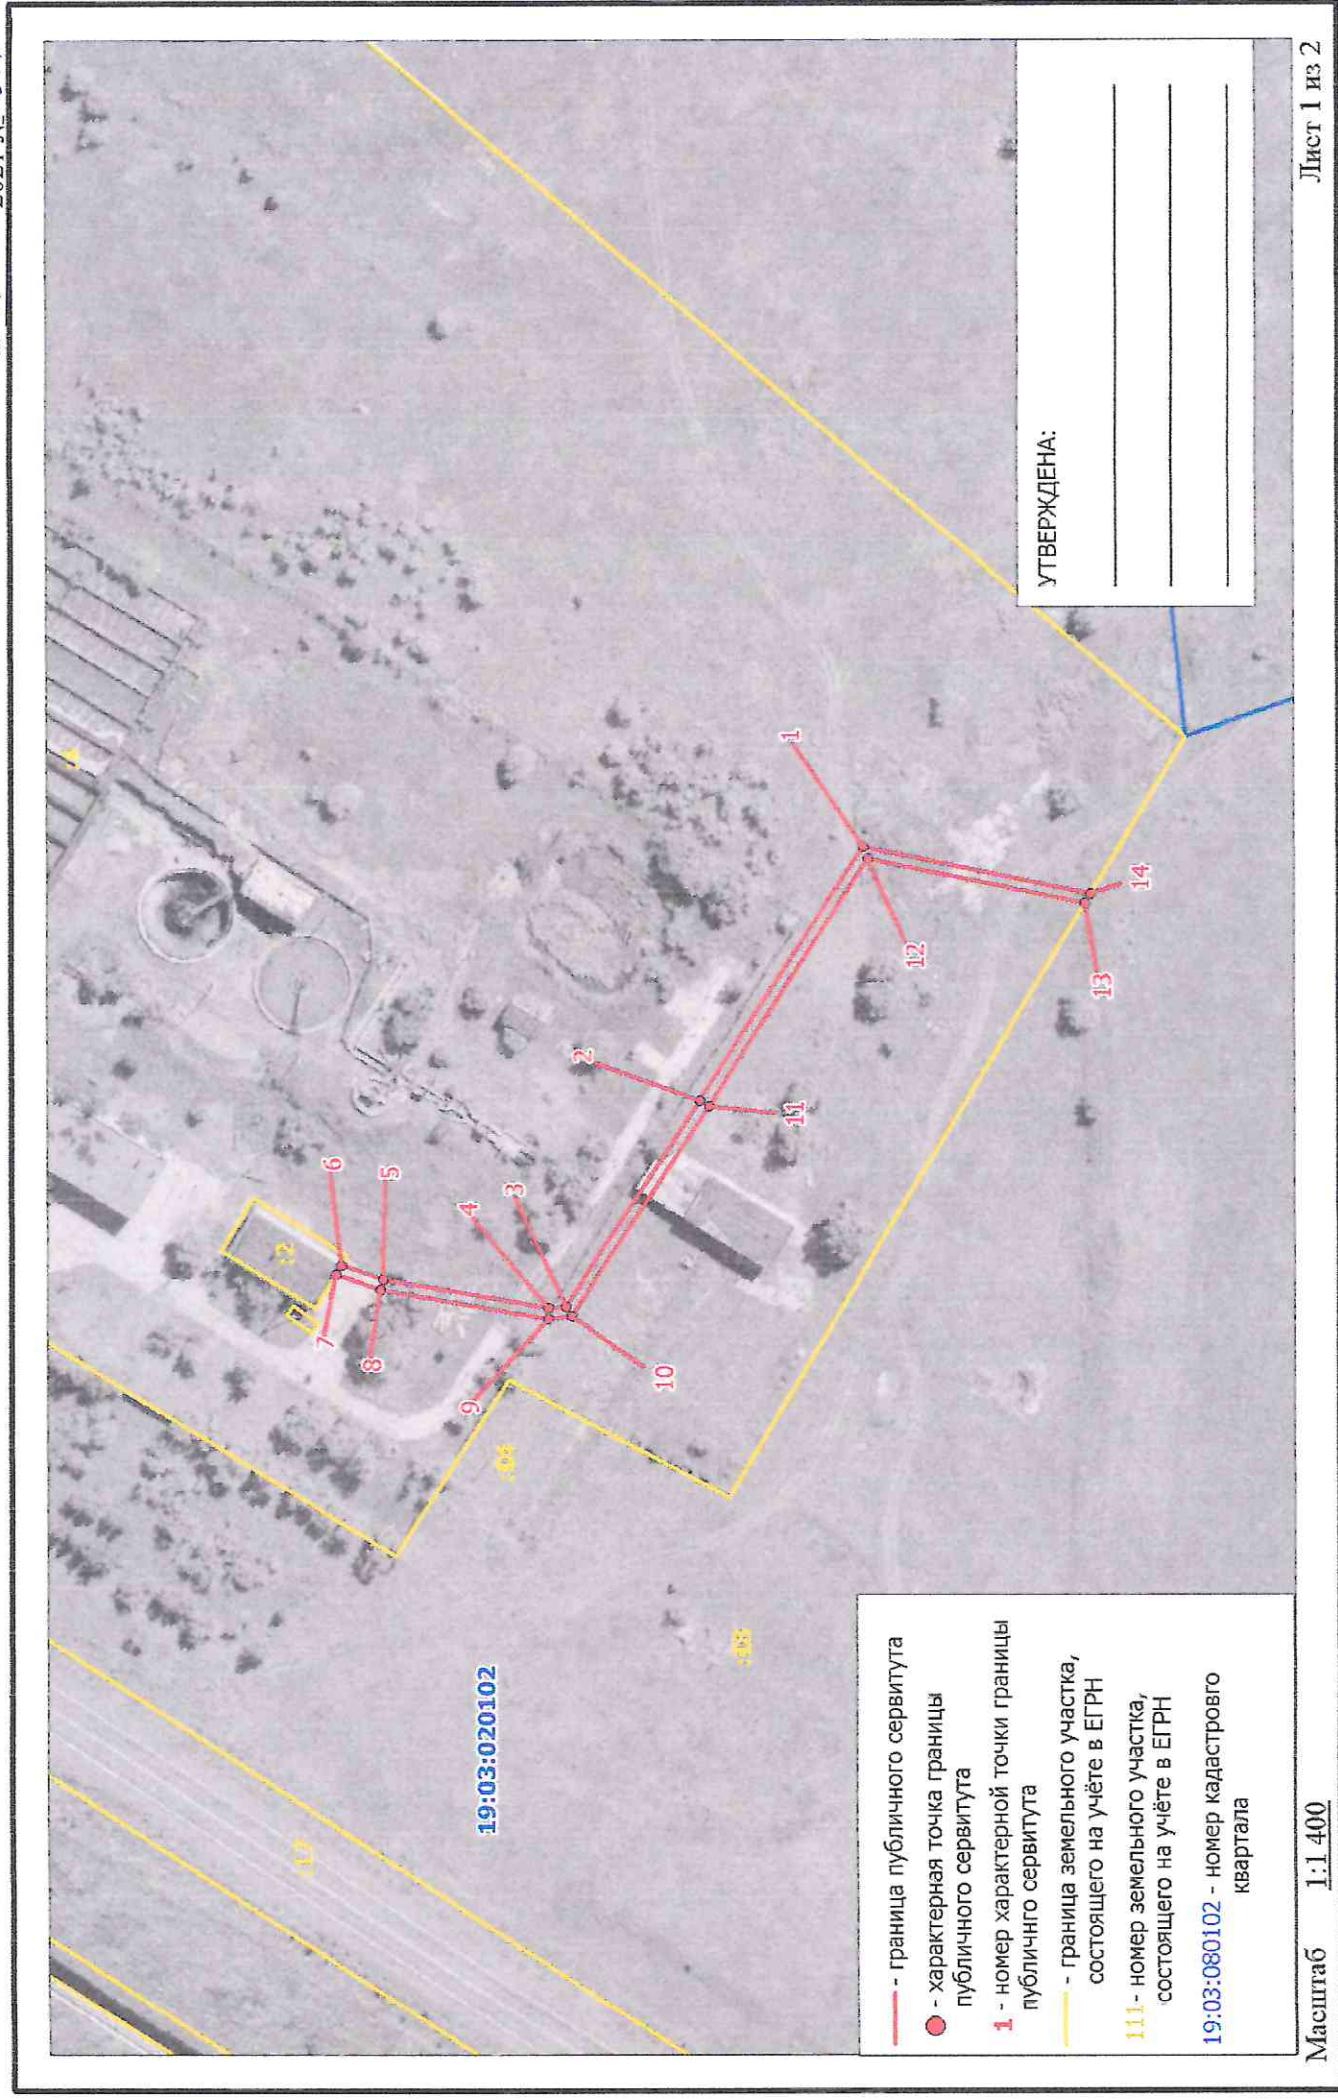 6
5
7
:2
8
4
3
2
9
10
1
11
12
13
14
19:03:020102
УТВЕРЖДЕНА:
- граница публичного сервитута
- характерная точка границы
публичного сервитута
1 - номер характерной точки границы
публичнго сервитута
- граница земельного участка,
состоящего на учёте в ЕГРН
111 - номер земельного участка,
состоящего на учёте в ЕГРН
19:03:080102 - номер кадастрово
квартала
Масштаб 1:1 400
Лист 1 из 2